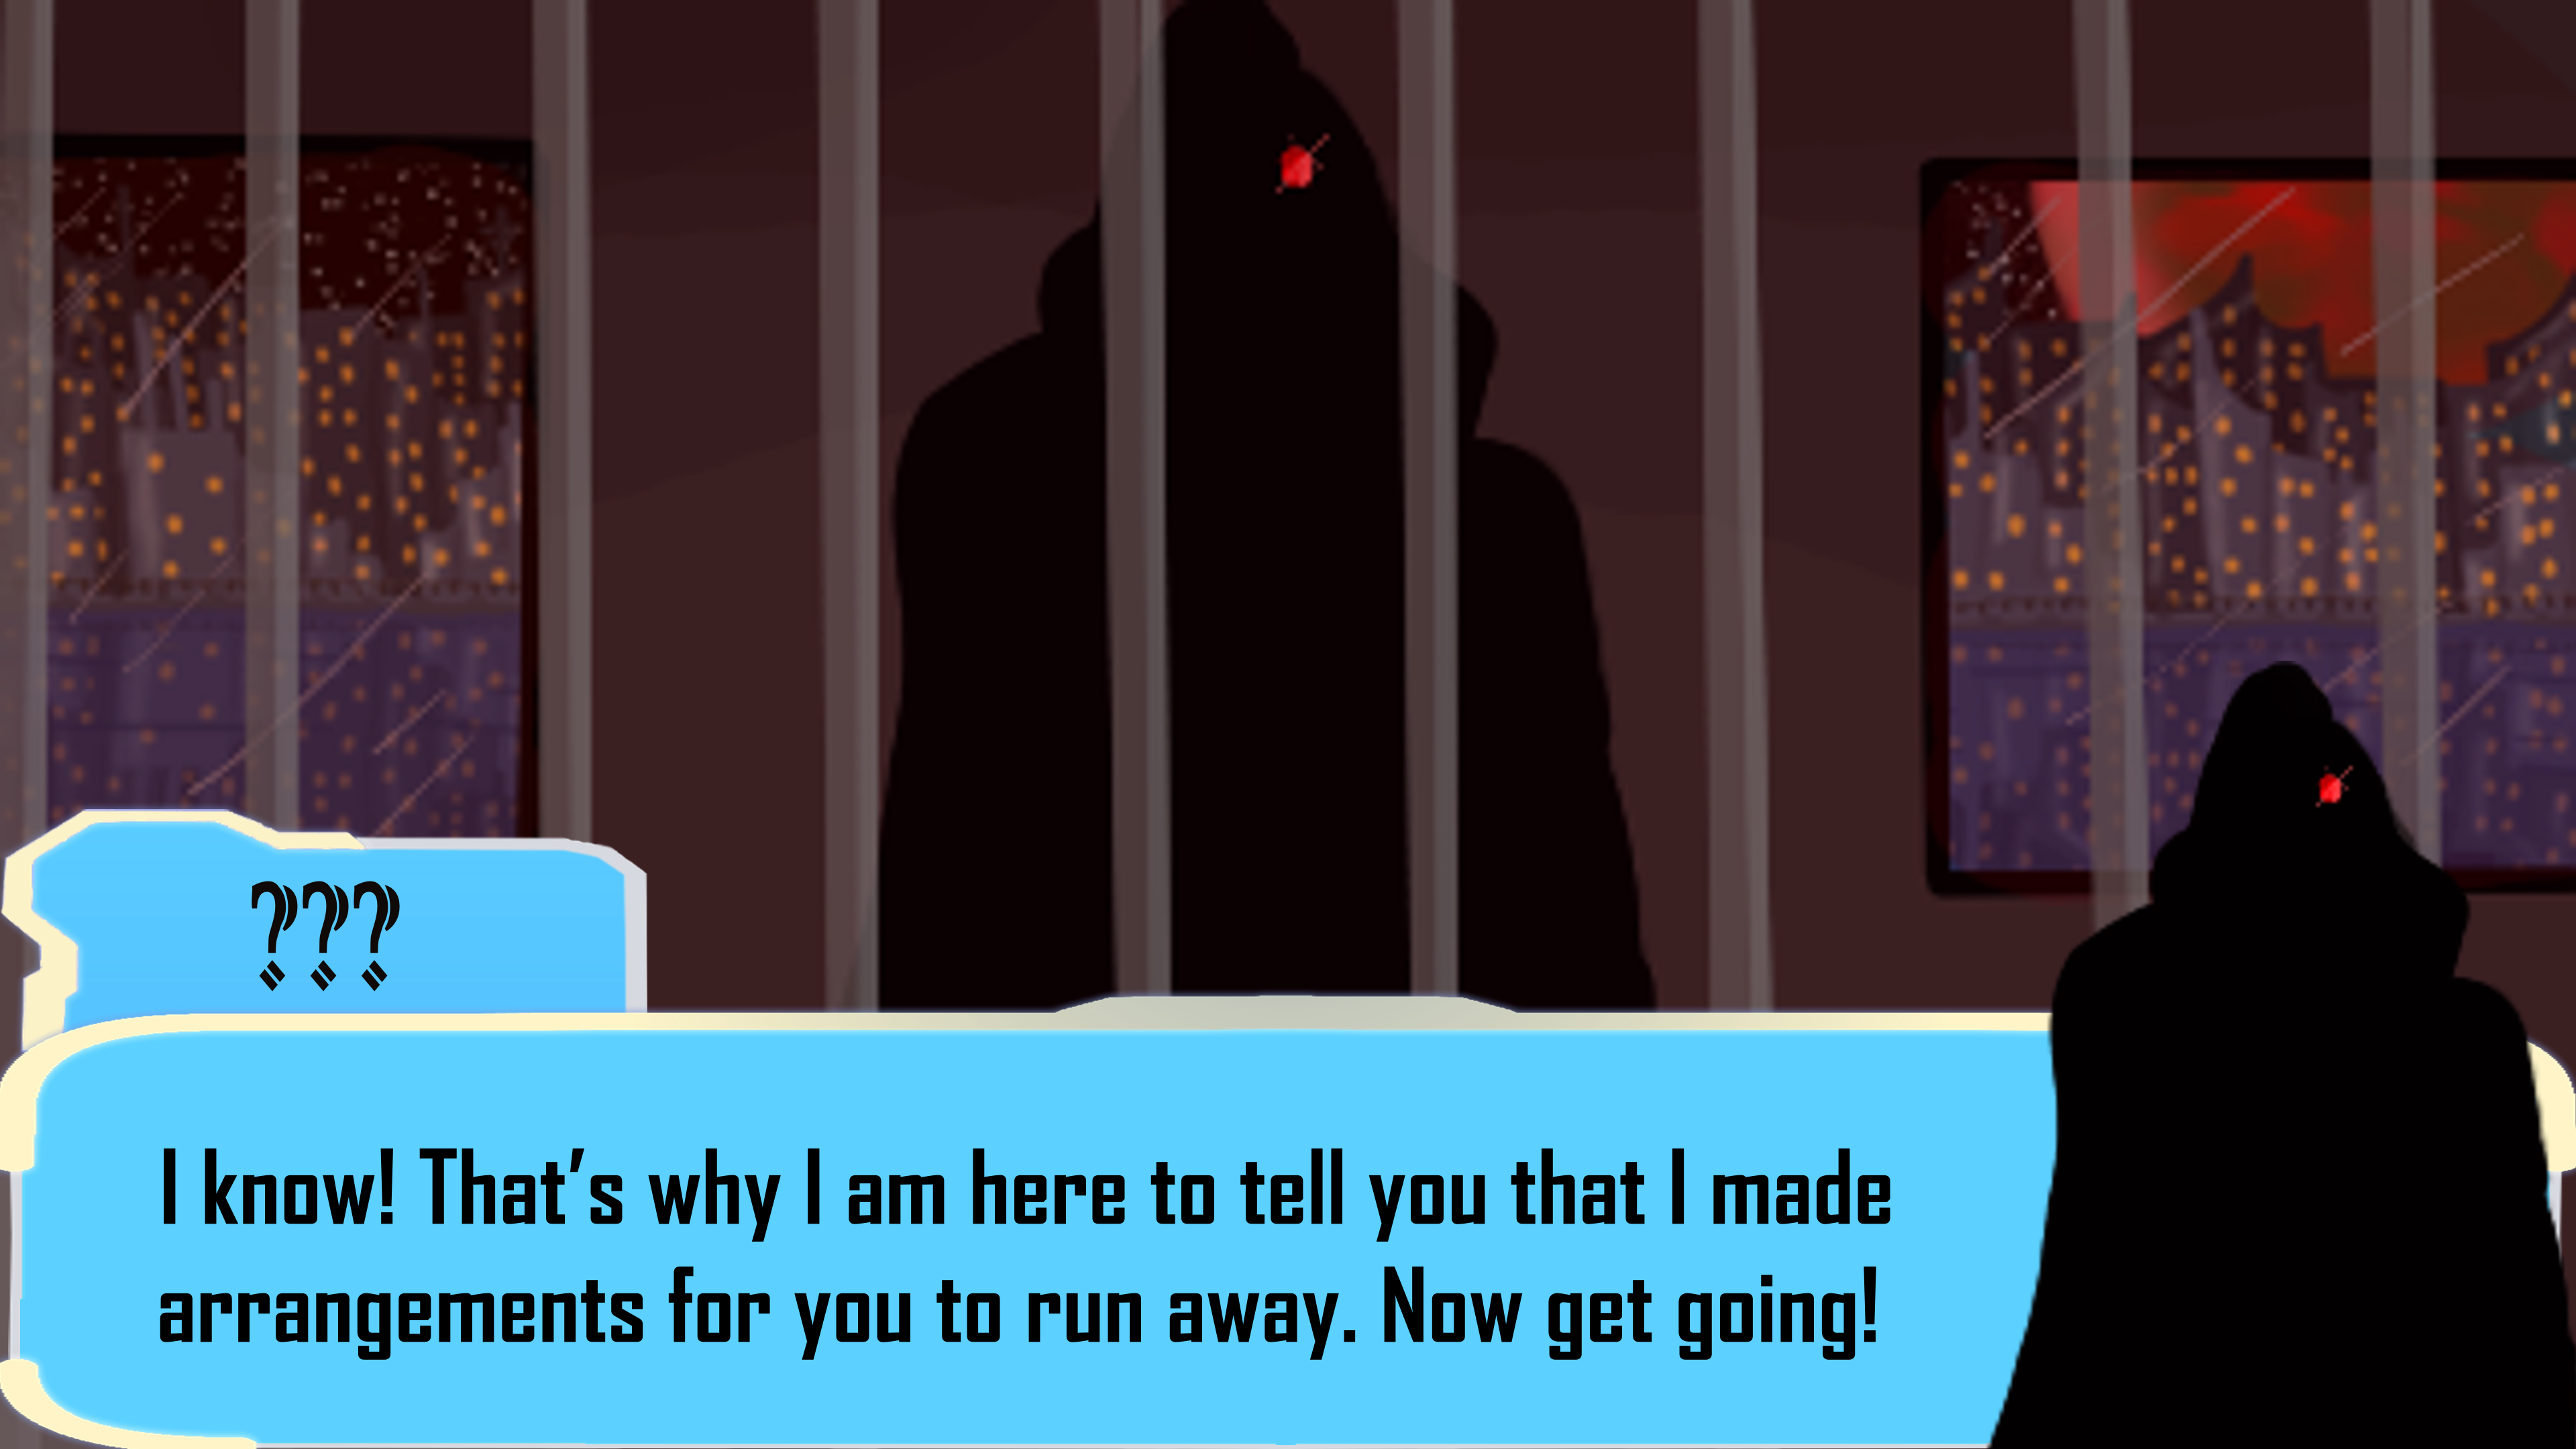 ???
I know! That's why I am here to tell you that I made
arrangements for you to run away. Now get going!